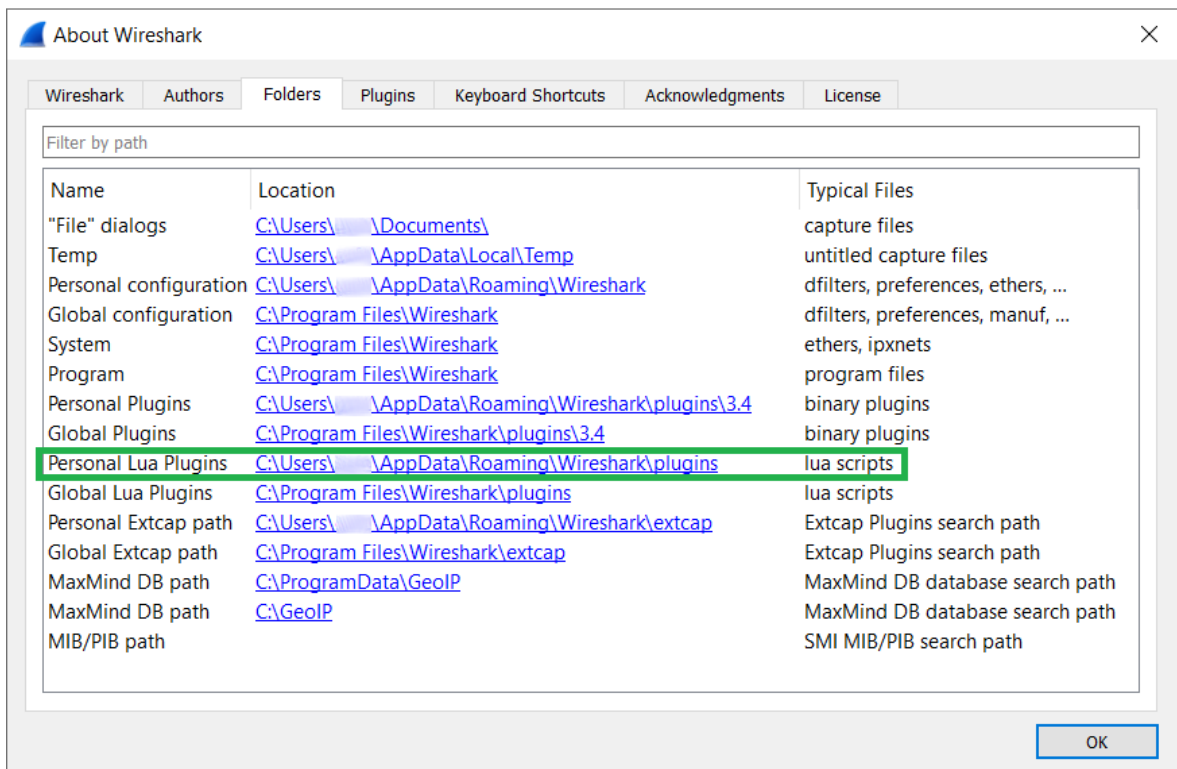 About Wireshark
Wireshark Authors Folders Plugins Keyboard Shortcuts Acknowledgments License
Filter by path
Name Location Typical Files
"File" dialogs C:\Users\ \Documents\ capture files
Temp C:\Users\ \AppData\Local\Temp untitled capture files
Personal configuration C:\Users\ \AppData\Roaming\Wireshark dfilters, preferences, ethers, ...
Global configuration C:\Program Files\Wireshark dfilters, preferences, manuf, ...
System C:\Program Files\Wireshark ethers, ipxnets
Program C:\Program Files\Wireshark program files
Personal Plugins C:\Users\ \AppData\Roaming\Wireshark\plugins\3.4 binary plugins
Global Plugins C:\Program Files\Wireshark\plugins\3.4 binary plugins
Personal Lua Plugins C:\Users\ \AppData\Roaming\Wireshark\plugins lua scripts
Global Lua Plugins C:\Program Files\Wireshark\plugins lua scripts
Personal Extcap path C:\Users\ \AppData\Roaming\Wireshark\extcap Extcap Plugins search path
Global Extcap path C:\Program Files\Wireshark\extcap Extcap Plugins search path
MaxMind DB path C:\ProgramData\GeoIP MaxMind DB database search path
MaxMind DB path C:\GeoIP MaxMind DB database search path
MIB/PIB path SMI MIB/PIB search path
OK